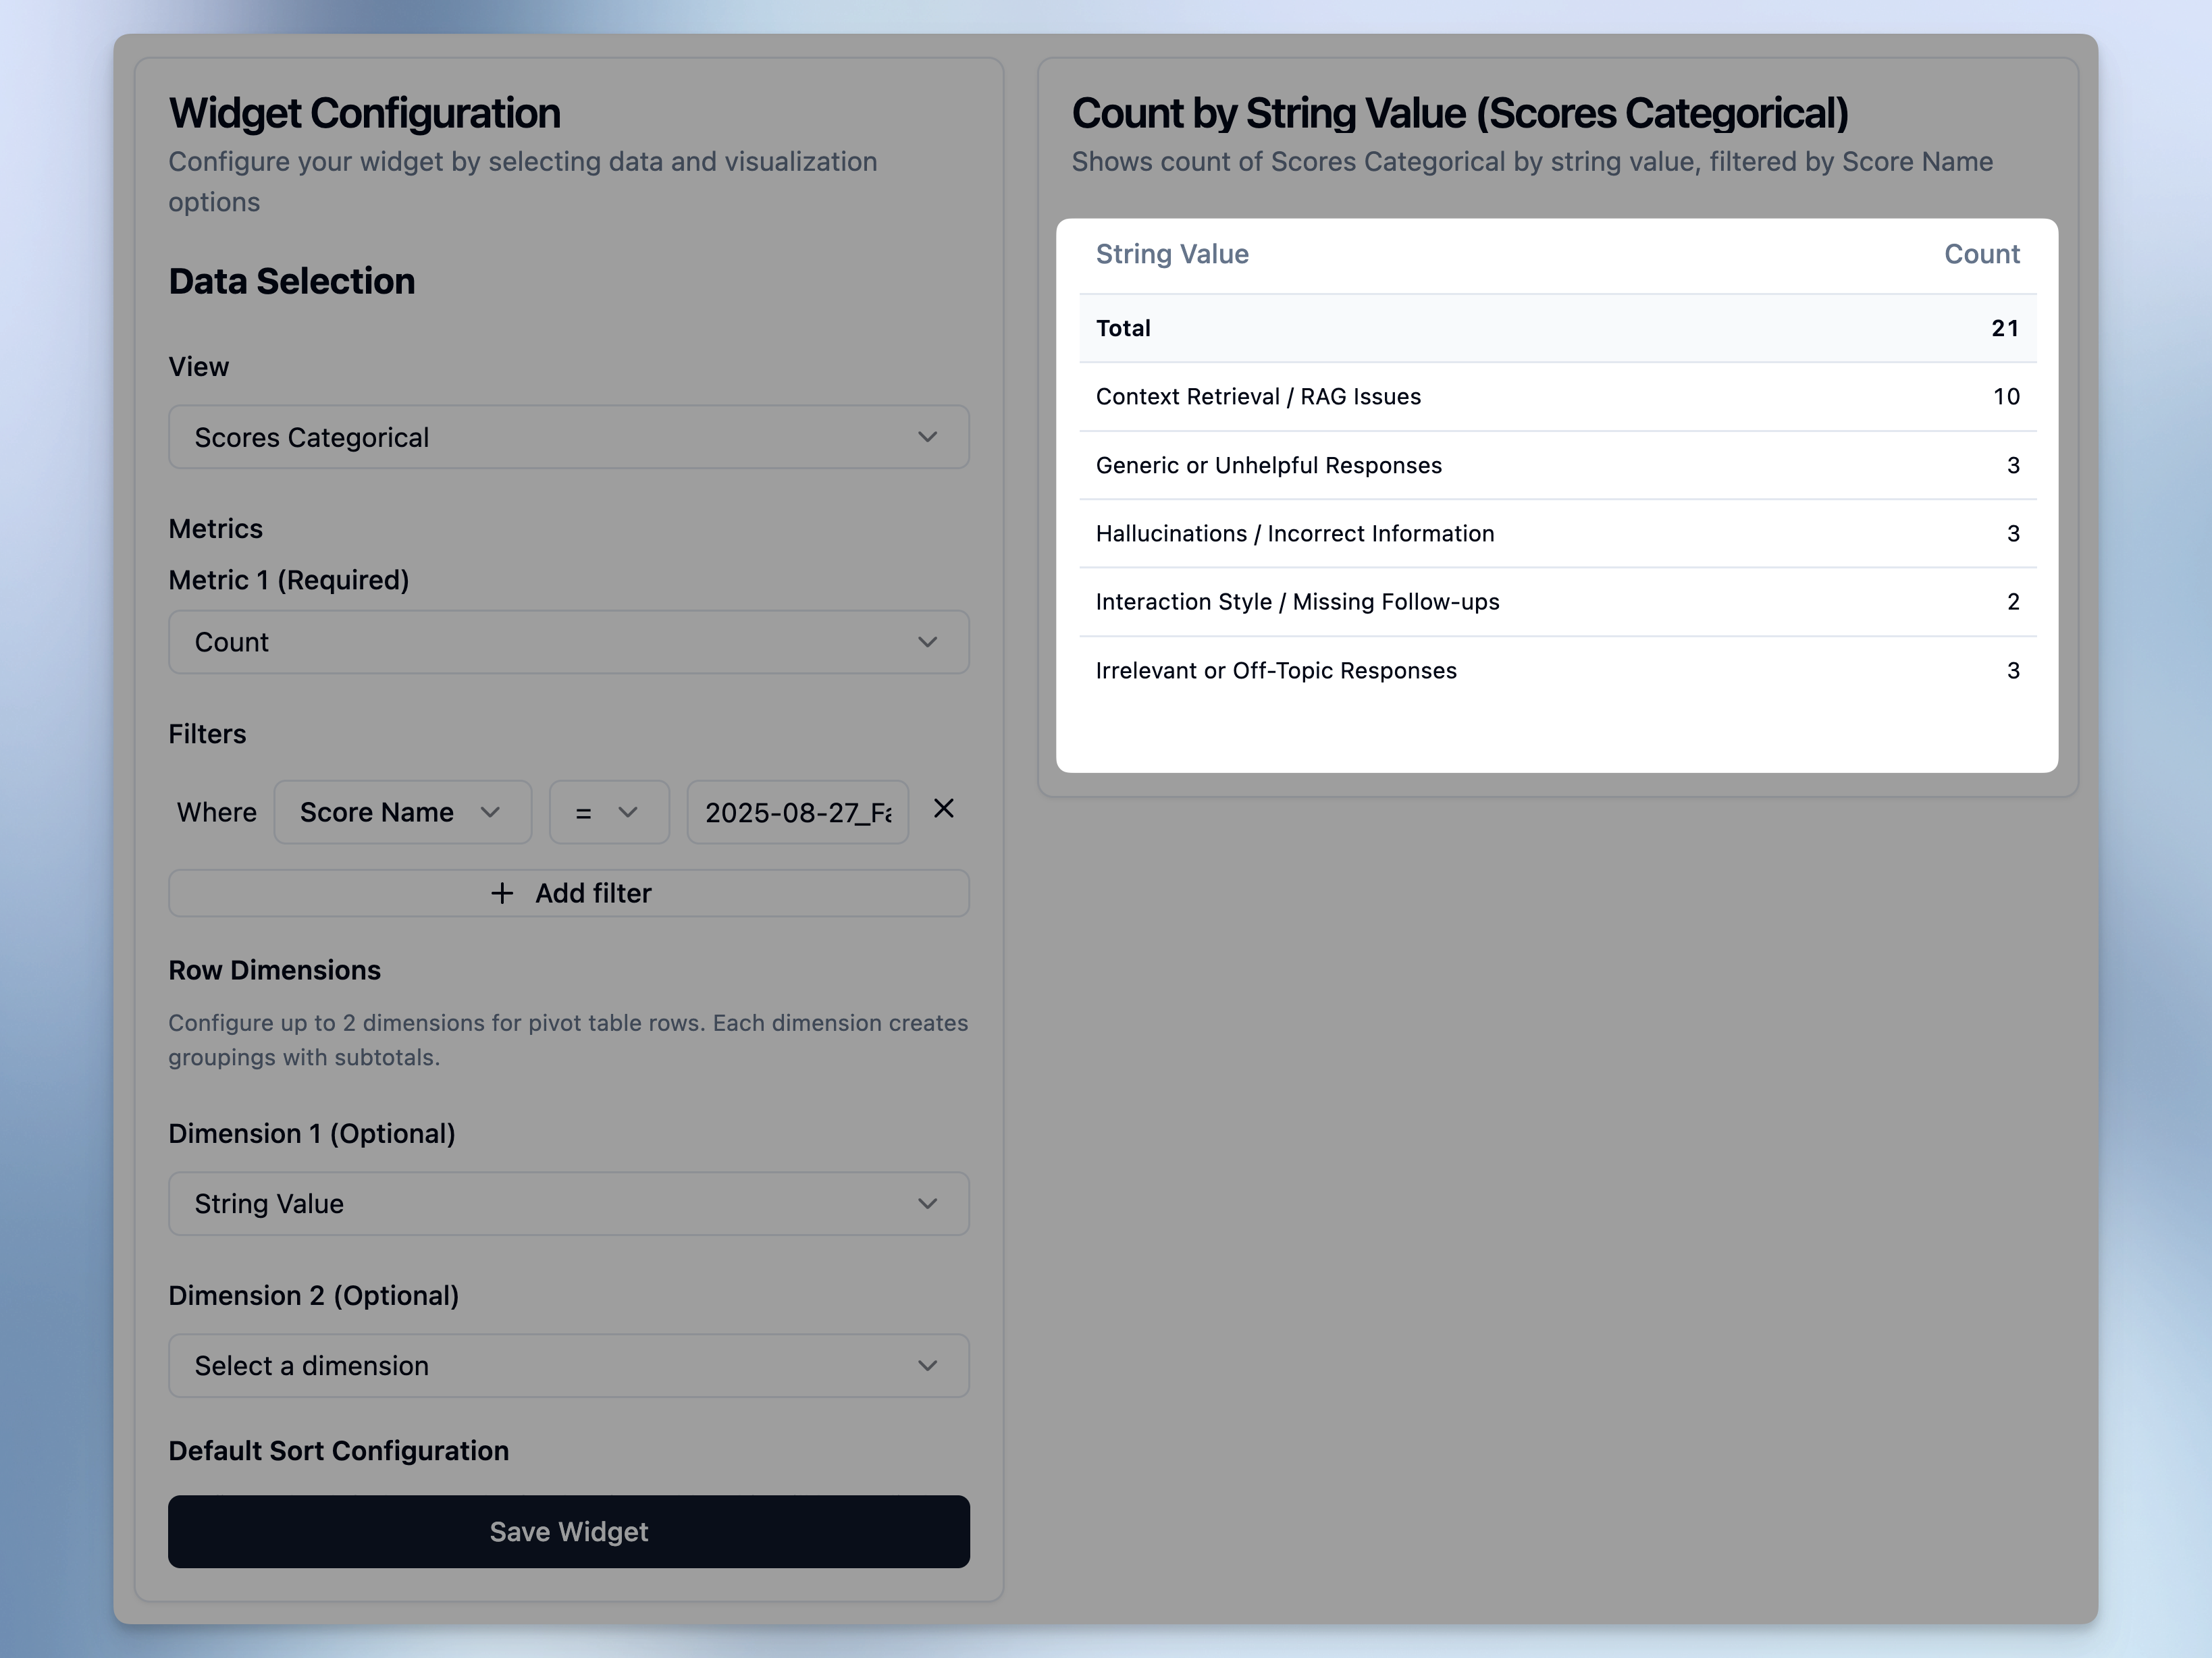 Widget Configuration
Configure your widget by selecting data and visualization
options
Data Selection
View
Scores Categorical
Metrics
Metric 1 (Required)
Count
Filters
Where Score Name = 2025-08-27_Fa
+ Add filter
Row Dimensions
Configure up to 2 dimensions for pivot table rows. Each dimension creates
groupings with subtotals.
Dimension 1 (Optional)
String Value
Dimension 2 (Optional)
Select a dimension
Default Sort Configuration
Save Widget
Count by String Value (Scores Categorical)
Shows count of Scores Categorical by string value, filtered by Score Name
String Value Count
Total 21
Context Retrieval / RAG Issues 10
Generic or Unhelpful Responses 3
Hallucinations / Incorrect Information 3
Interaction Style / Missing Follow-ups 2
Irrelevant or Off-Topic Responses 3